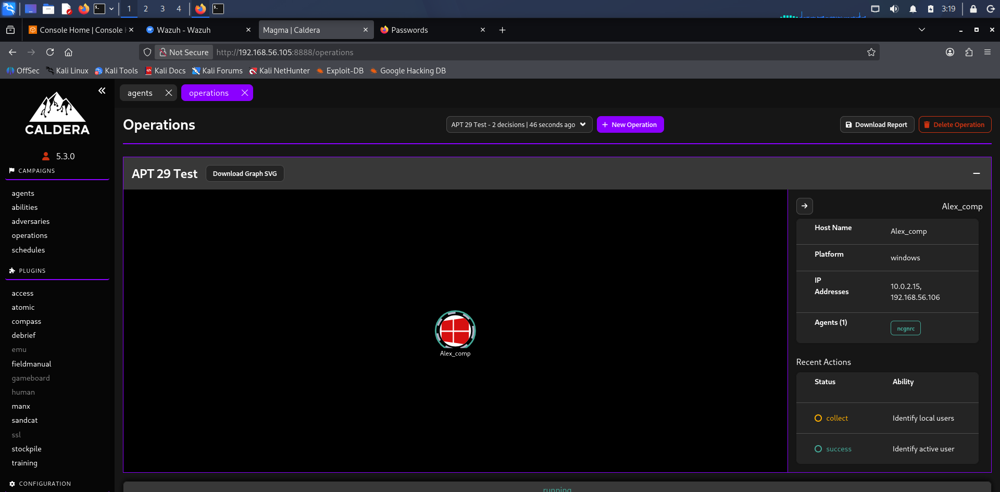 1 2 3 4 3:19
Console Home | Console Wazuh - Wazuh Magma | Caldera Passwords
Not Secure http://192.168.56.105:8888/operations
OffSec Kali Linux Kali Tools Kali Docs Kali Forums Kali NetHunter Exploit-DB Google Hacking DB
CALDERA
5.3.0
CAMPAIGNS
agents
abilities
adversaries
operations
schedules
PLUGINS
access
atomic
compass
debrief
emu
fieldmanual
gameboard
human
manx
sandcat
ssl
stockpile
training
CONFIGURATION
agents operations
Operations APT 29 Test - 2 decisions | 46 seconds ago New Operation Download Report Delete Operation
APT 29 Test Download Graph SVG
Alex_comp
Alex_comp
Host Name Alex_comp
Platform windows
IP Addresses 10.0.2.15, 192.168.56.106
Agents (1) ncgnrc
Recent Actions
Status Ability
collect Identify local users
success Identify active user
running